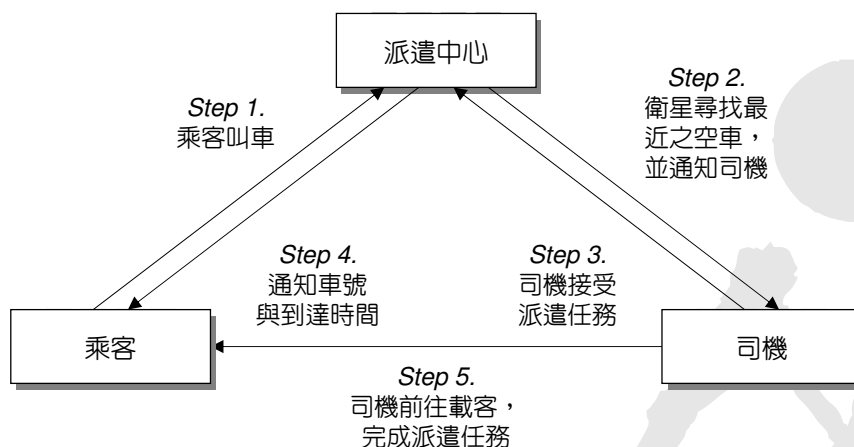 派遣中心
Step 1.
乘客叫車
Step 2.
衛星尋找最
近之空車，
並通知司機
Step 4.
通知車號
與到達時間
Step 3.
司機接受
派遣任務
乘客
司機
Step 5.
司機前往載客，
完成派遣任務